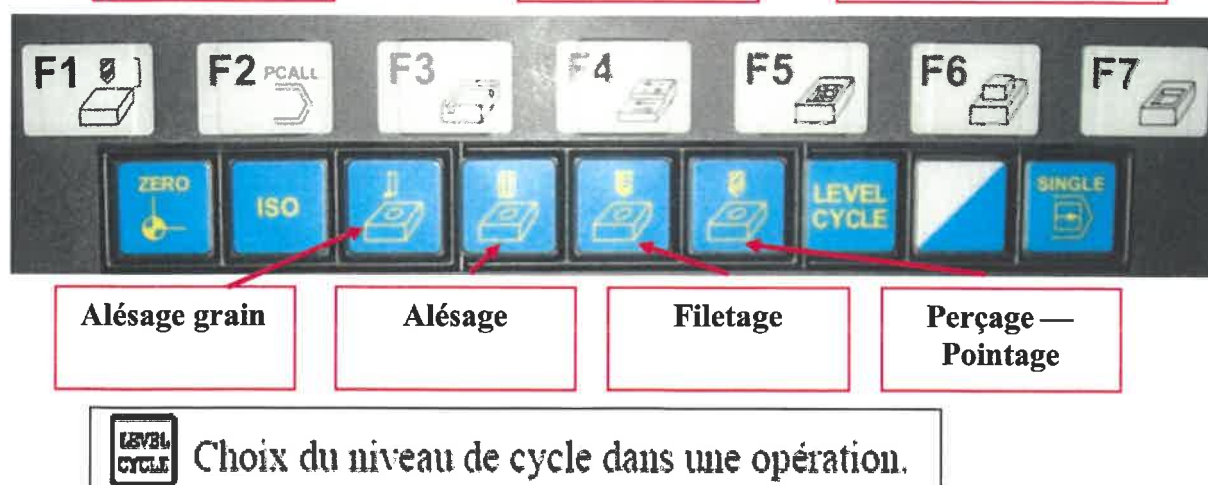 F1 F2 PCALL F3 F4 F5 F6 F7
ZERO ISO LEVEL CYCLE SINGLE
Alésage grain
Alésage
Filetage
Perçage —
Pointage
LEVEL
CYCLE
Choix du niveau de cycle dans une opération.